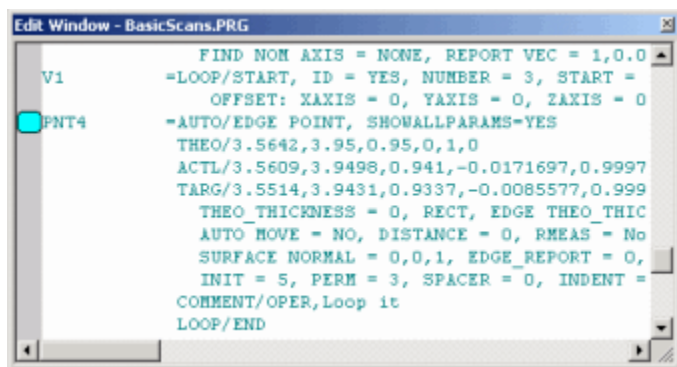 Edit Window - BasicScans.PRG
FIND NOM AXIS = NONE, REPORT VEC = 1,0.0
V1 =LOOP/START, ID = YES, NUMBER = 3, START =
OFFSET: XAXIS = 0, YAXIS = 0, ZAXIS = 0
PNT4 =AUTO/EDGE POINT, SHOWALLPARAMS=YES
THEO/3.5642,3.95,0.95,0,1,0
ACTL/3.5609,3.9498,0.941,-0.0171697,0.9997
TARG/3.5514,3.9431,0.9337,-0.0085577,0.999
THEO_THICKNESS = 0, RECT, EDGE THEO_THIC
AUTO MOVE = NO, DISTANCE = 0, RMEAS = No
SURFACE NORMAL = 0,0,1, EDGE_REPORT = 0,
INIT = 5, PERM = 3, SPACER = 0, INDENT =
COMMENT/OPER,Loop it
LOOP/END